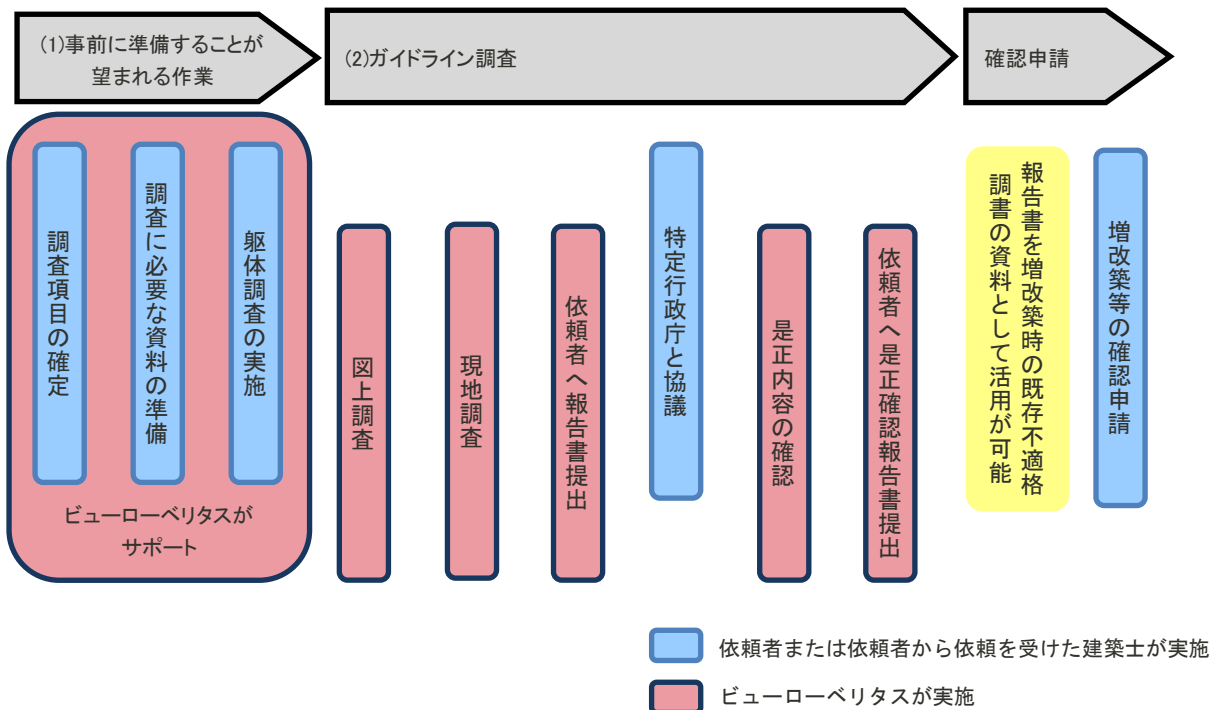 (1)事前に準備することが
望まれる作業
(2)ガイドライン調査
確認申請
調査項目の確定
調査に必要な資料の準備
躯体調査の実施
ビューローベリタスが
サポート
図上調査
現地調査
依頼者へ報告書提出
特定行政庁と協議
是正内容の確認
依頼者へ是正確認報告書提出
報告書を増改築時の既存不適格
調書の資料として活用が可能
増改築等の確認申請
依頼者または依頼者から依頼を受けた建築士が実施
ビューローベリタスが実施